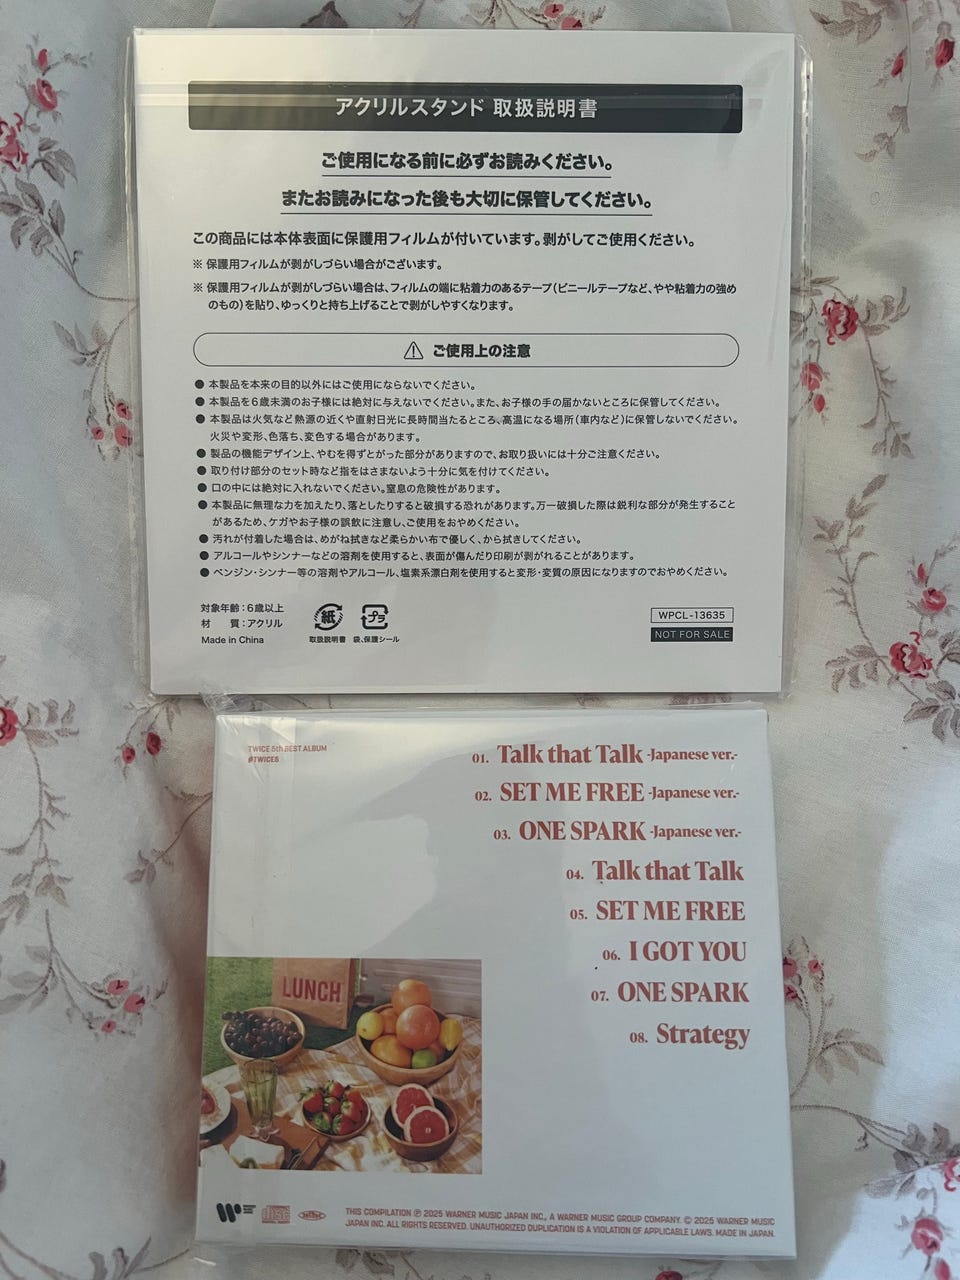 アクリルスタンド 取扱説明書
ご使用になる前に必ずお読みください。
またお読みになった後も大切に保管してください。
この商品には本体表面に保護用フィルムが付いています。剥がしてご使用ください。
※ 保護用フィルムが剥がしづらい場合がございます。
※ 保護用フィルムが剥がしづらい場合は、フィルムの端に粘着力のあるテープ(ビニールテープなど、やや粘着力の強め
のもの)を貼り、ゆっくりと持ち上げることで剥がしやすくなります。
ご使用上の注意
● 本製品を本来の目的以外にはご使用にならないでください。
● 本製品を6歳未満のお子様には絶対に与えないでください。また、お子様の手の届かないところに保管してください。
● 本製品は火気など熱源の近くや直射日光に長時間当たるところ、高温になる場所(車内など)に保管しないでください。
火災や変形、色落ち、変色する場合があります。
● 製品の機能デザイン上、やむを得ずとがった部分がありますので、お取り扱いには十分ご注意ください。
● 取り付け部分のセット時など指をはさまないよう十分に気を付けてください。
● 口の中には絶対に入れないでください。窒息の危険性があります。
● 本製品に無理な力を加えたり、落としたりすると破損する恐れがあります。万一破損した際は鋭利な部分が発生すること
があるため、ケガやお子様の誤飲に注意し、ご使用をおやめください。
● 汚れが付着した場合は、めがね拭きなど柔らかい布で優しく、から拭きしてください。
● アルコールやシンナーなどの溶剤を使用すると、表面が傷んだり印刷が剥がれることがあります。
● ベンジン・シンナー等の溶剤やアルコール、塩素系漂白剤を使用すると変形・変質の原因になりますのでおやめください。
対象年齢:6歳以上
材 質:アクリル
Made in China
紙
取扱説明書
プラ
袋、保護シール
WPCL-13635
NOT FOR SALE
TWICE 5th BEST ALBUM
#TWICE5
01. Talk that Talk -Japanese ver.-
02. SET ME FREE -Japanese ver.-
03. ONE SPARK -Japanese ver.-
04. Talk that Talk
05. SET ME FREE
06. I GOT YOU
07. ONE SPARK
08. Strategy
LUNCH
THIS COMPILATION ℗ 2025 WARNER MUSIC JAPAN INC., A WARNER MUSIC GROUP COMPANY. © 2025 WARNER MUSIC
JAPAN INC. ALL RIGHTS RESERVED. UNAUTHORIZED DUPLICATION IS A VIOLATION OF APPLICABLE LAWS. MADE IN JAPAN.